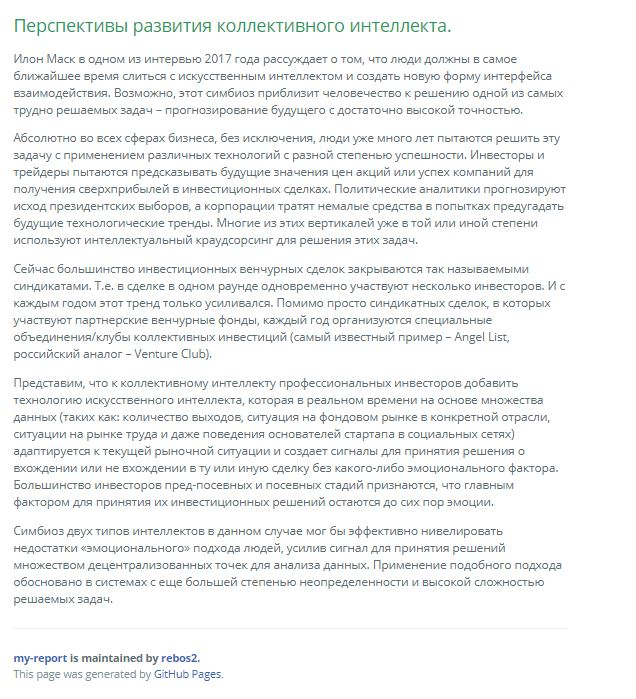 Перспективы развития коллективного интеллекта.
Илон Маск в одном из интервью 2017 года рассуждает о том, что люди должны в самое
ближайшее время слиться с искусственным интеллектом и создать новую форму интерфейса
взаимодействия. Возможно, этот симбиоз приблизит человечество к решению одной из самых
трудно решаемых задач – прогнозирование будущего с достаточно высокой точностью.
Абсолютно во всех сферах бизнеса, без исключения, люди уже много лет пытаются решить эту
задачу с применением различных технологий с разной степенью успешности. Инвесторы и
трейдеры пытаются предсказывать будущие значения цен акций или успех компаний для
получения сверхприбылей в инвестиционных сделках. Политические аналитики прогнозируют
исход президентских выборов, а корпорации тратят немалые средства в попытках предугадать
будущие технологические тренды. Многие из этих вертикалей уже в той или иной степени
используют интеллектуальный краудсорсинг для решения этих задач.
Сейчас большинство инвестиционных венчурных сделок закрываются так называемыми
синдикатами. Т.е. в сделке в одном раунде одновременно участвуют несколько инвесторов. И с
каждым годом этот тренд только усиливался. Помимо просто синдикатных сделок, в которых
участвуют партнерские венчурные фонды, каждый год организуются специальные
объединения/клубы коллективных инвестиций (самый известный пример – Angel List,
российский аналог – Venture Club).
Представим, что к коллективному интеллекту профессиональных инвесторов добавить
технологию искусственного интеллекта, которая в реальном времени на основе множества
данных (таких как: количество выходов, ситуация на фондовом рынке в конкретной отрасли,
ситуации на рынке труда и даже поведения основателей стартапа в социальных сетях)
адаптируется к текущей рыночной ситуации и создает сигналы для принятия решения о
вхождении или не вхождении в ту или иную сделку без какого-либо эмоционального фактора.
Большинство инвесторов пред-посевных и посевных стадий признаются, что главным
фактором для принятия их инвестиционных решений остаются до сих пор эмоции.
Симбиоз двух типов интеллектов в данном случае мог бы эффективно нивелировать
недостатки «эмоционального» подхода людей, усилив сигнал для принятия решений
множеством децентрализованных точек для анализа данных. Применение подобного подхода
обосновано в системах с еще большей степенью неопределенности и высокой сложностью
решаемых задач.
my-report is maintained by rebos2.
This page was generated by GitHub Pages.